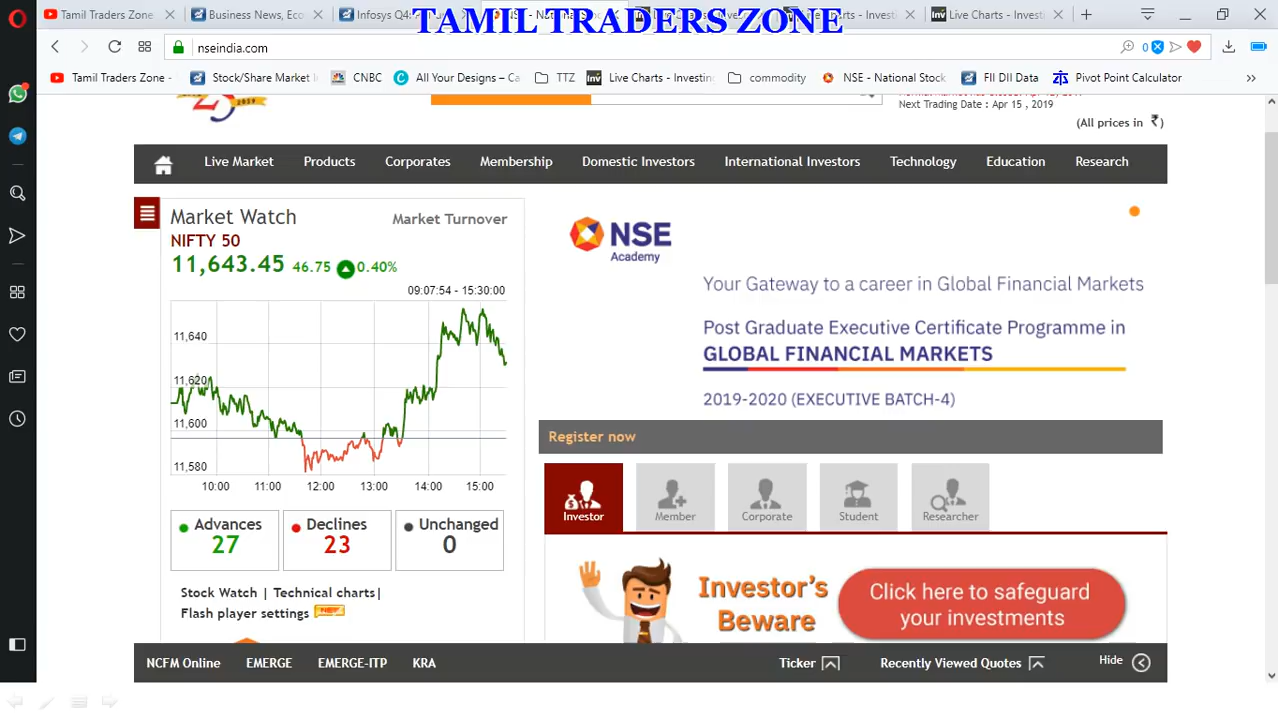 TAMIL TRADERS ZONE
Tamil Traders Zone
Business News, Eco
Infosys Q4:
Live Charts - Investi
nseindia.com
0
Tamil Traders Zone -
Stock/Share Market I
CNBC
All Your Designs – Ca
TTZ
Live Charts - Investing
commodity
NSE - National Stock
FII DII Data
Pivot Point Calculator
Next Trading Date : Apr 15 , 2019
(All prices in ₹)
Live Market Products Corporates Membership Domestic Investors International Investors Technology Education Research
Market Watch
Market Turnover
NIFTY 50
11,643.45 46.75 0.40%
09:07:54 - 15:30:00
11,640
11,620
11,600
11,580
10:00 11:00 12:00 13:00 14:00 15:00
Advances
27
Declines
23
Unchanged
0
Stock Watch | Technical charts|
Flash player settings NEW
NSE
Academy
Your Gateway to a career in Global Financial Markets
Post Graduate Executive Certificate Programme in
GLOBAL FINANCIAL MARKETS
2019-2020 (EXECUTIVE BATCH-4)
Register now
Investor Member Corporate Student Researcher
Investor's
Beware
Click here to safeguard
your investments
NCFM Online EMERGE EMERGE-ITP KRA Ticker Recently Viewed Quotes Hide